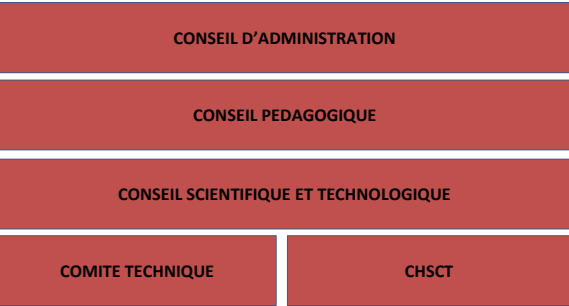 CONSEIL D’ADMINISTRATION
CONSEIL PEDAGOGIQUE
CONSEIL SCIENTIFIQUE ET TECHNOLOGIQUE
COMITE TECHNIQUE
CHSCT